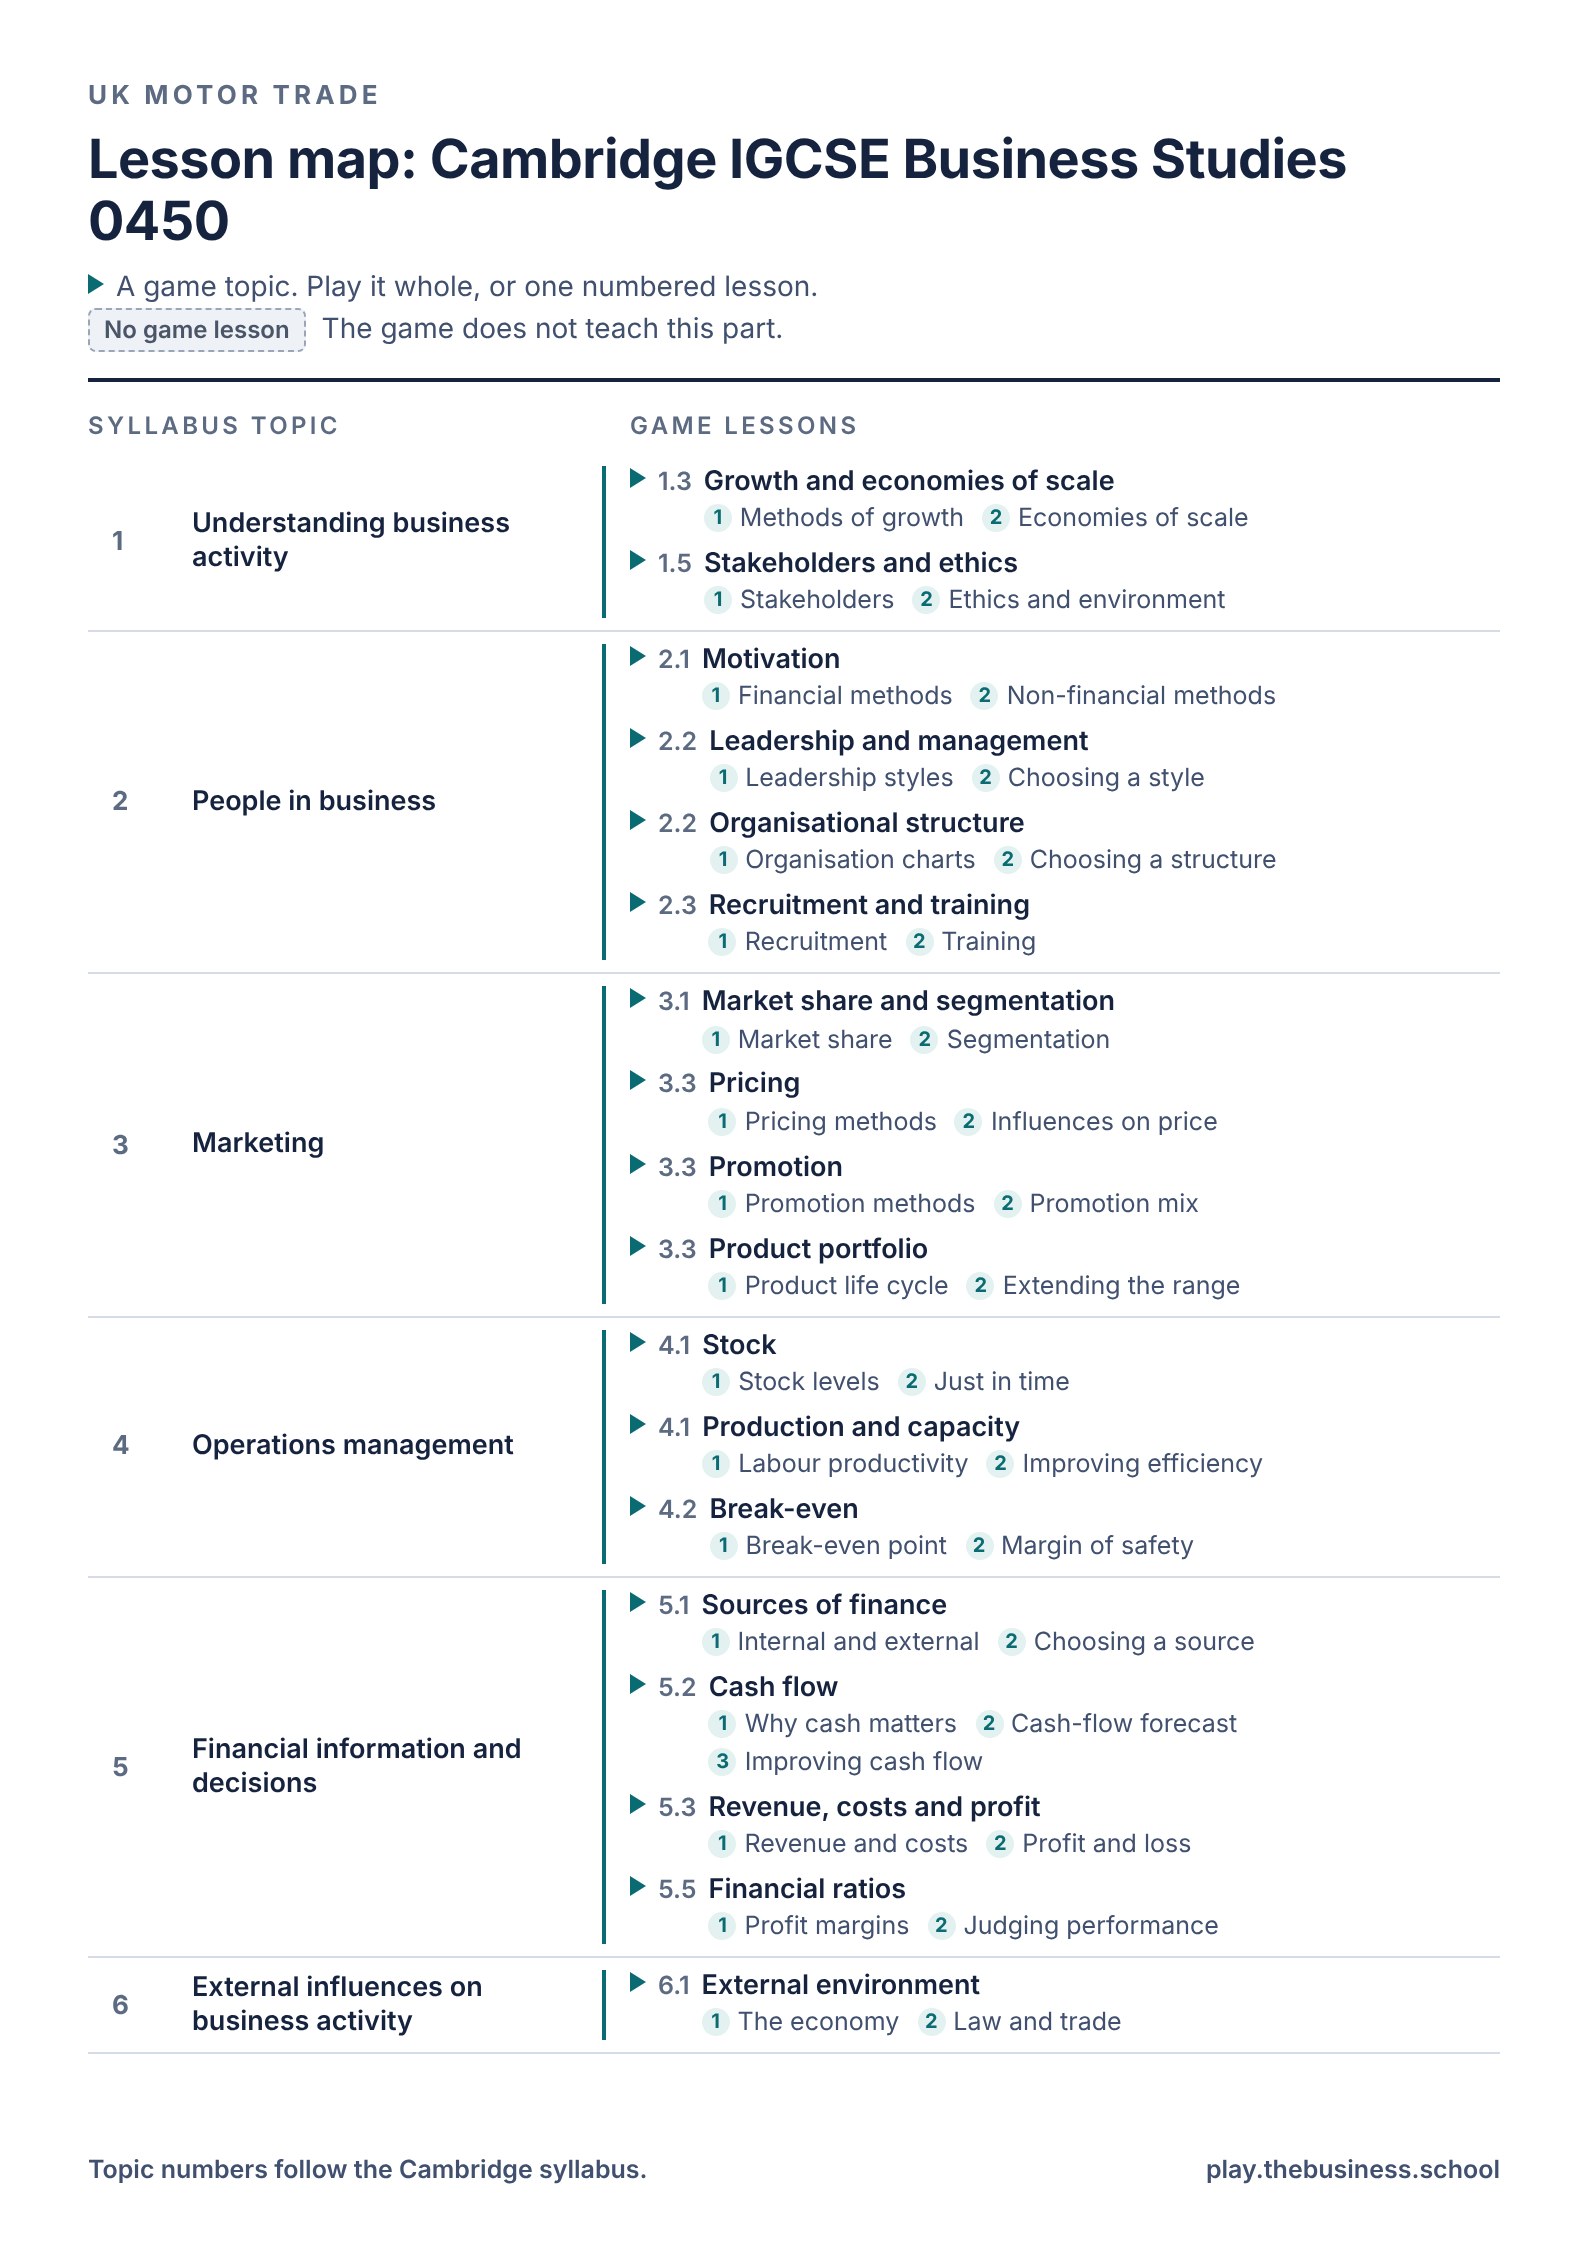 UK MOTOR TRADE
Lesson map: Cambridge IGCSE Business Studies
0450
A game topic. Play it whole, or one numbered lesson.
No game lesson The game does not teach this part.
SYLLABUS TOPIC
GAME LESSONS
1
Understanding business
activity
1.3 Growth and economies of scale
1 Methods of growth 2 Economies of scale
1.5 Stakeholders and ethics
1 Stakeholders 2 Ethics and environment
2
People in business
2.1 Motivation
1 Financial methods 2 Non-financial methods
2.2 Leadership and management
1 Leadership styles 2 Choosing a style
2.2 Organisational structure
1 Organisation charts 2 Choosing a structure
2.3 Recruitment and training
1 Recruitment 2 Training
3
Marketing
3.1 Market share and segmentation
1 Market share 2 Segmentation
3.3 Pricing
1 Pricing methods 2 Influences on price
3.3 Promotion
1 Promotion methods 2 Promotion mix
3.3 Product portfolio
1 Product life cycle 2 Extending the range
4
Operations management
4.1 Stock
1 Stock levels 2 Just in time
4.1 Production and capacity
1 Labour productivity 2 Improving efficiency
4.2 Break-even
1 Break-even point 2 Margin of safety
5
Financial information and
decisions
5.1 Sources of finance
1 Internal and external 2 Choosing a source
5.2 Cash flow
1 Why cash matters 2 Cash-flow forecast
3 Improving cash flow
5.3 Revenue, costs and profit
1 Revenue and costs 2 Profit and loss
5.5 Financial ratios
1 Profit margins 2 Judging performance
6
External influences on
business activity
6.1 External environment
1 The economy 2 Law and trade
Topic numbers follow the Cambridge syllabus.
play.thebusiness.school